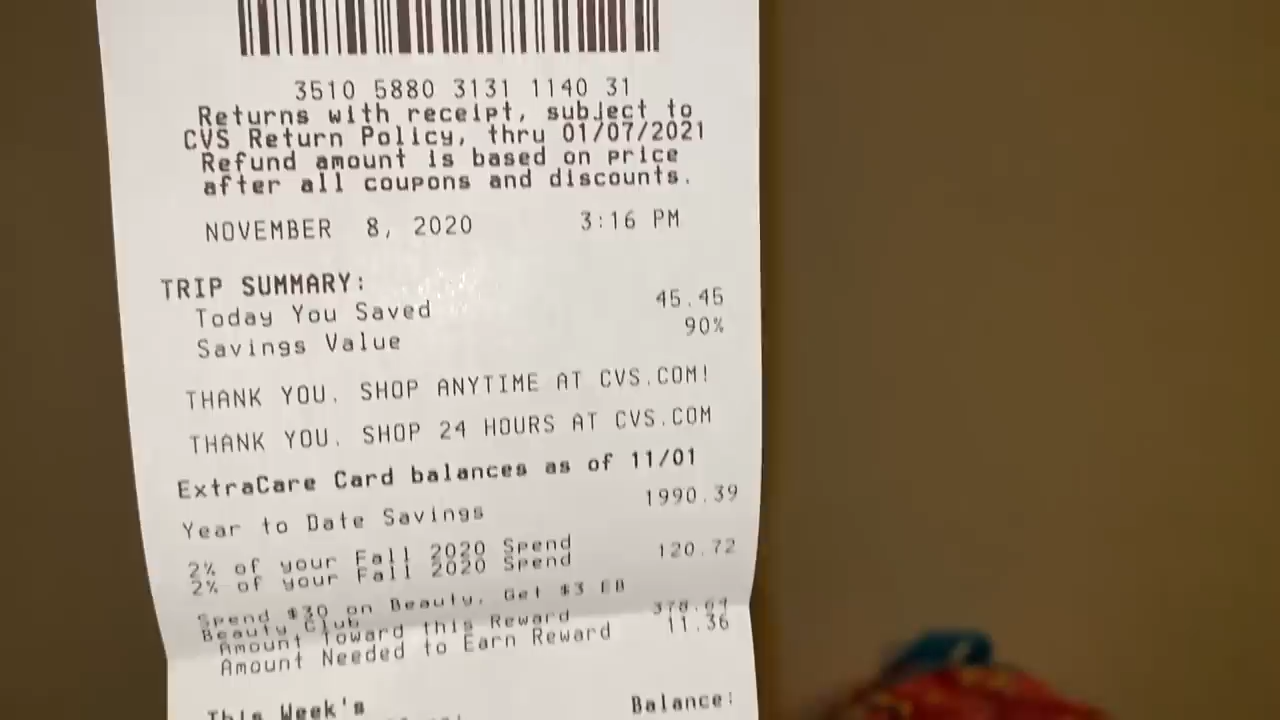 3510 5880 3131 1140 31
Returns with receipt, subject to
CVS Return Policy, thru 01/07/2021
Refund amount is based on price
after all coupons and discounts.
NOVEMBER 8, 2020 3:16 PM
TRIP SUMMARY:
Today You Saved 45.45
Savings Value 90%
THANK YOU. SHOP ANYTIME AT CVS.COM!
THANK YOU. SHOP 24 HOURS AT CVS.COM
ExtraCare Card balances as of 11/01
Year to Date Savings 1990.39
2% of your Fall 2020 Spend
2% of your Fall 2020 Spend 120.72
Spend $30 on Beauty, Get $3 EB
Beauty Club
Amount Toward this Reward
Amount Needed to Earn Reward 11.36
This Week's Balance: